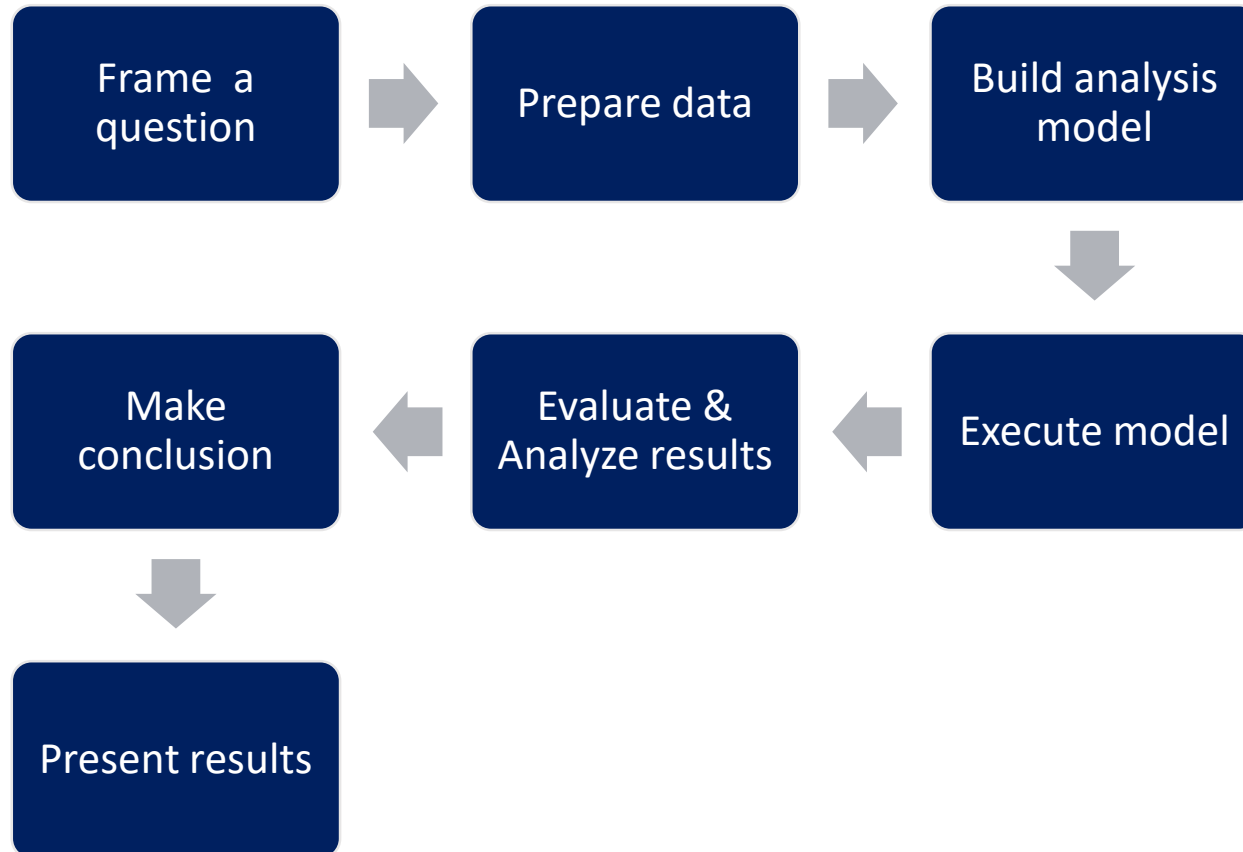 Frame a
question
Prepare data
Build analysis
model
Execute model
Evaluate &
Analyze results
Make
conclusion
Present results